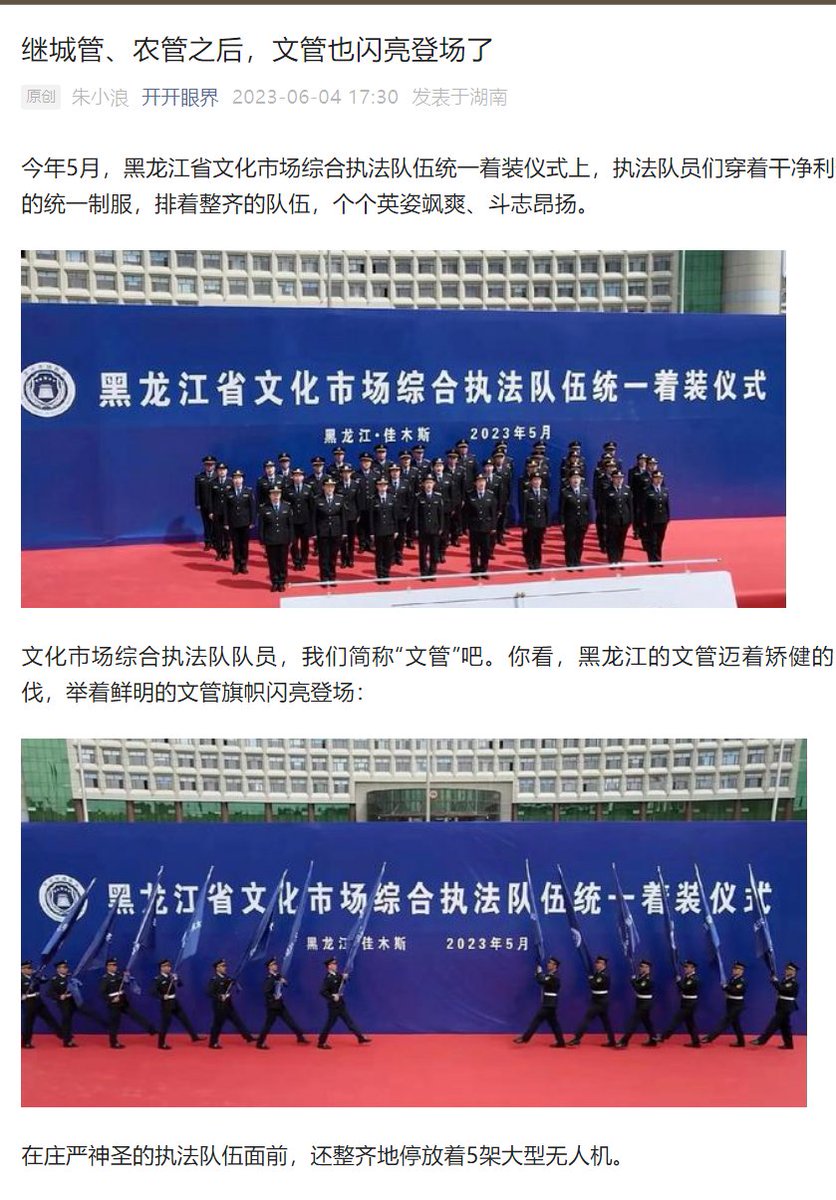 继城管、农管之后，文管也闪亮登场了
原创 朱小浪 开开眼界 2023-06-04 17:30 发表于湖南
今年5月，黑龙江省文化市场综合执法队伍统一着装仪式上，执法队员们穿着干净利
的统一制服，排着整齐的队伍，个个英姿飒爽、斗志昂扬。
黑龙江省文化市场综合执法队伍统一着装仪式
黑龙江·佳木斯 2023年5月
文化市场综合执法队队员，我们简称“文管”吧。你看，黑龙江的文管迈着矫健的
伐，举着鲜明的文管旗帜闪亮登场：
黑龙江省文化市场综合执法队伍统一着装仪式
黑龙江 佳木斯 2023年5月
在庄严神圣的执法队伍面前，还整齐地停放着5架大型无人机。